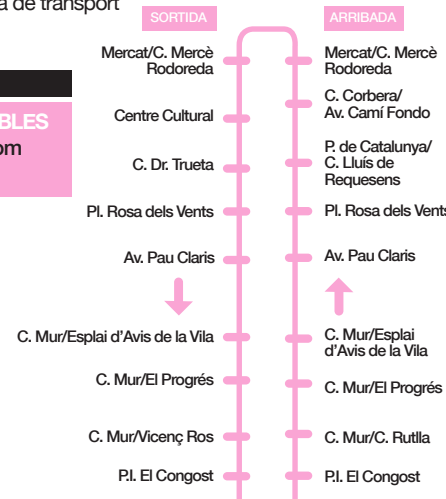 de transport
SORTIDA
ARRIBADA
Mercat/C. Mercè
Rodoreda
Centre Cultural
C. Dr. Trueta
Pl. Rosa dels Vents
Av. Pau Claris
C. Mur/Esplai d'Avis de la Vila
C. Mur/El Progrés
C. Mur/Vicenç Ros
P.I. El Congost
Mercat/C. Mercè
Rodoreda
C. Corbera/
Av. Camí Fondo
P. de Catalunya/
C. Lluís de
Requesens
Pl. Rosa dels Vents
Av. Pau Claris
C. Mur/Esplai
d'Avis de la Vila
C. Mur/El Progrés
C. Mur/C. Rutlla
P.I. El Congost